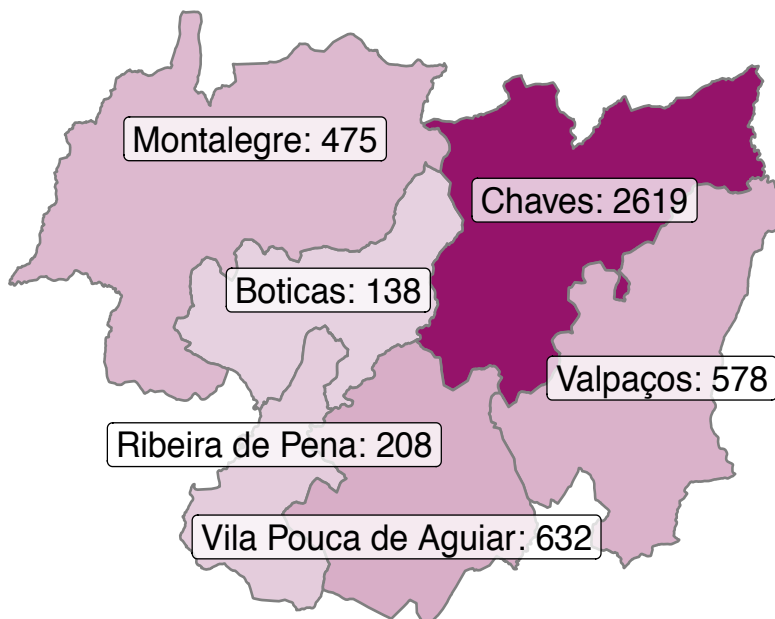 Montalegre: 475
Chaves: 2619
Boticas: 138
Valpaços: 578
Ribeira de Pena: 208
Vila Pouca de Aguiar: 632